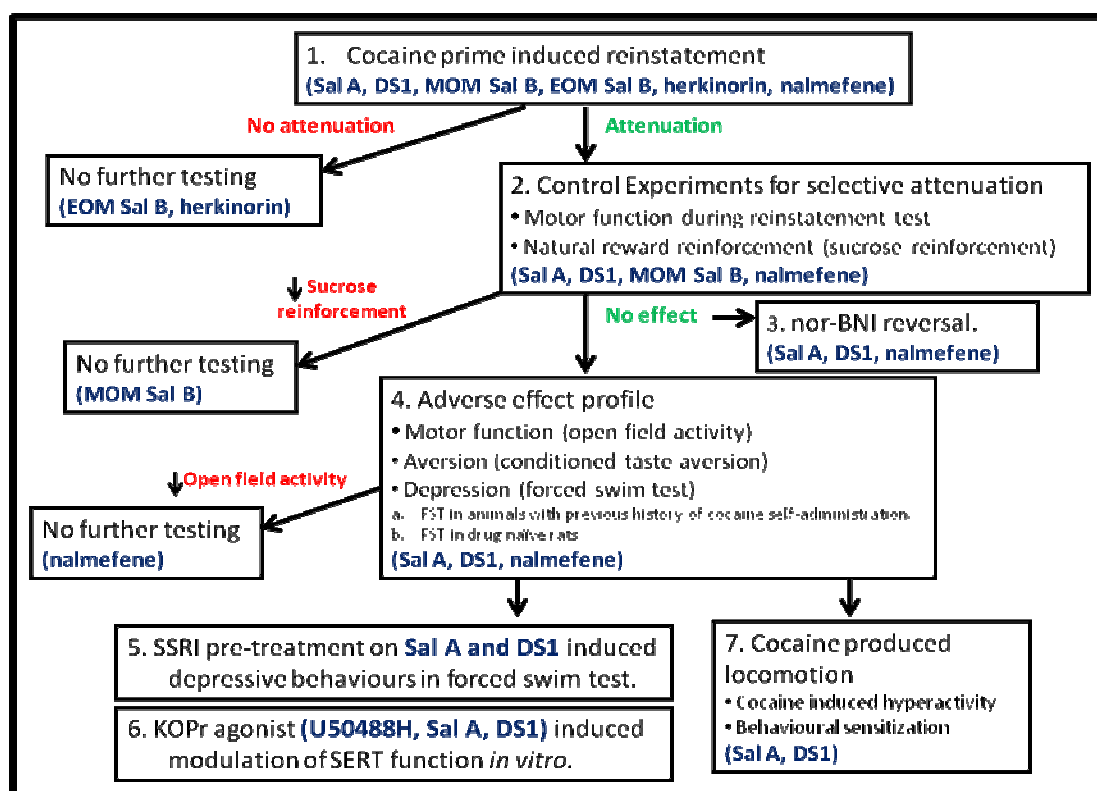 1. Cocaine prime induced reinstatement
(Sal A, DS1, MOM Sal B, EOM Sal B, herkinorin, nalmefene)
No attenuation
Attenuation
No further testing
(EOM Sal B, herkinorin)
2. Control Experiments for selective attenuation
• Motor function during reinstatement test
• Natural reward reinforcement (sucrose reinforcement)
(Sal A, DS1, MOM Sal B, nalmefene)
Sucrose
reinforcement
No effect
3. nor-BNI reversal.
(Sal A, DS1, nalmefene)
No further testing
(MOM Sal B)
4. Adverse effect profile
• Motor function (open field activity)
• Aversion (conditioned taste aversion)
• Depression (forced swim test)
a. FST in animals with previous history of cocaine self-administration.
b. FST in drug naïve rats
(Sal A, DS1, nalmefene)
Open field activity
No further testing
(nalmefene)
5. SSRI pre-treatment on Sal A and DS1 induced
depressive behaviours in forced swim test.
6. KOPr agonist (U50488H, Sal A, DS1) induced
modulation of SERT function in vitro.
7. Cocaine produced
locomotion
• Cocaine induced hyperactivity
• Behavioural sensitization
(Sal A, DS1)